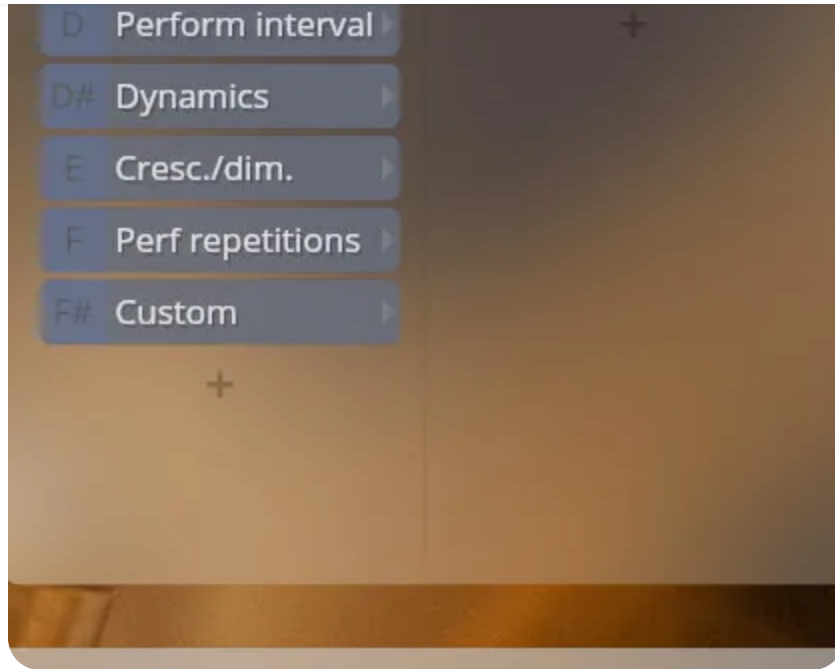 D Perform interval
D# Dynamics
E Cresc./dim.
F Perf repetitions
F# Custom
+
+